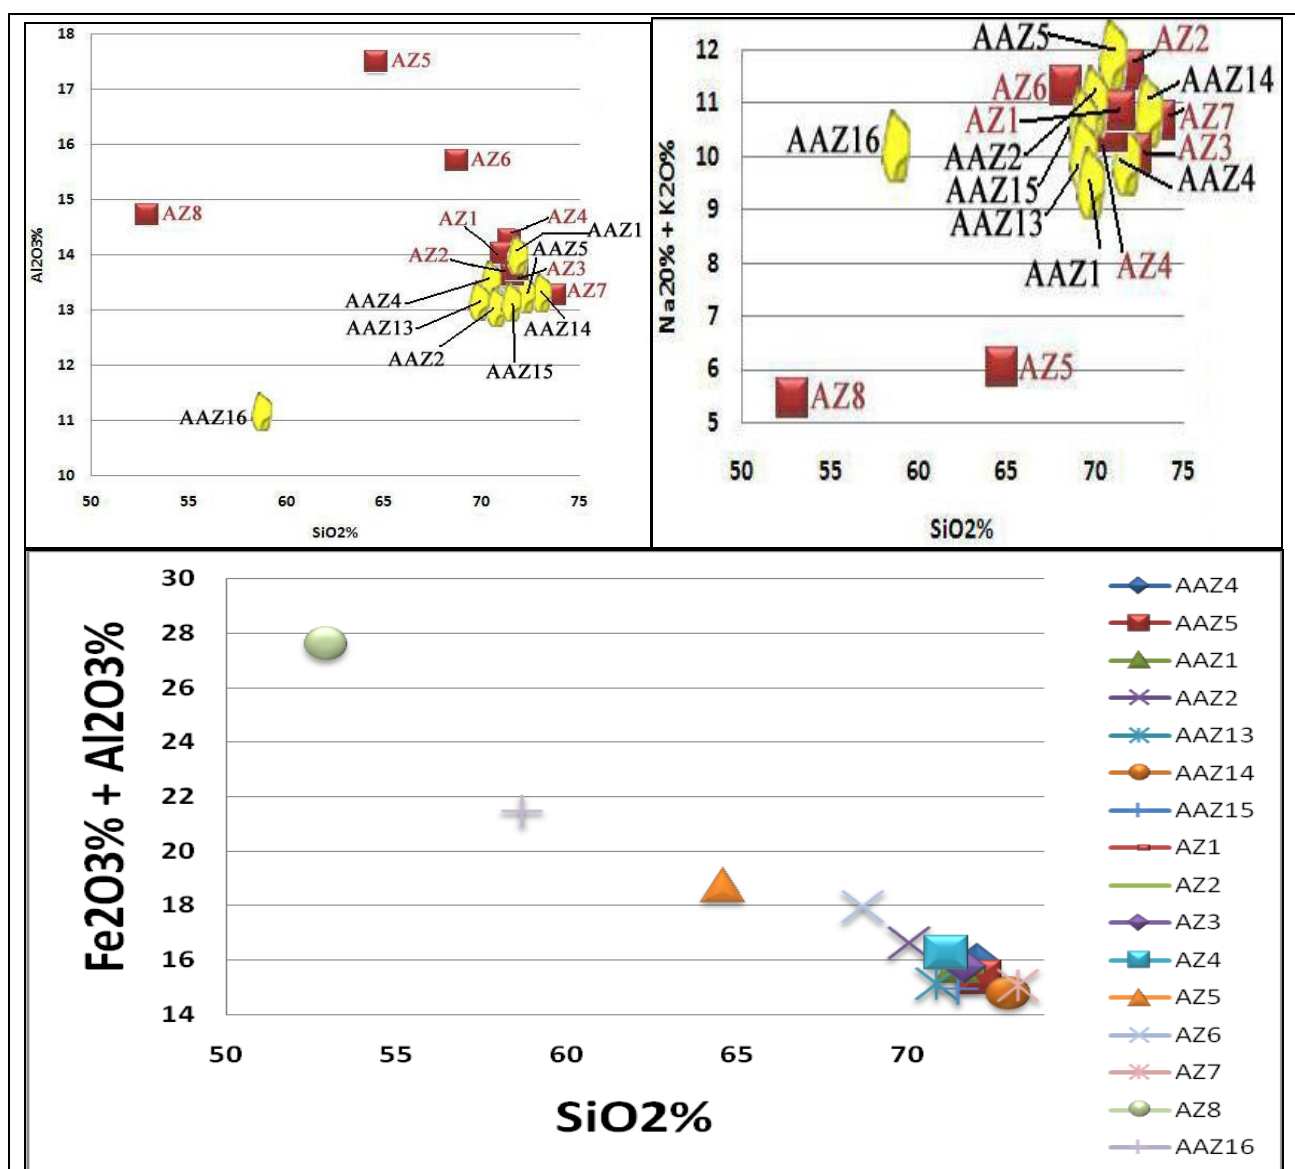 18
17
16
15
14
13
12
11
10
Al2O3%
AZ5
AZ6
AZ8
AZ1
AZ4
AAZ1
AZ2
AAZ5
AZ3
AAZ4
AZ7
AAZ13
AAZ14
AAZ2
AAZ15
AAZ16
50 55 60 65 70 75
SiO2%
12
11
10
9
8
7
6
5
Na20% + K2O%
AAZ5
AZ2
AZ6
AAZ14
AZ1
AZ7
AAZ16
AAZ2
AZ3
AAZ15
AAZ4
AAZ13
AAZ1
AZ4
AZ5
AZ8
50 55 60 65 70 75
SiO2%
30
28
26
24
22
20
18
16
14
Fe2O3% + Al2O3%
50 55 60 65 70
SiO2%
AAZ4
AAZ5
AAZ1
AAZ2
AAZ13
AAZ14
AAZ15
AZ1
AZ2
AZ3
AZ4
AZ5
AZ6
AZ7
AZ8
AAZ16